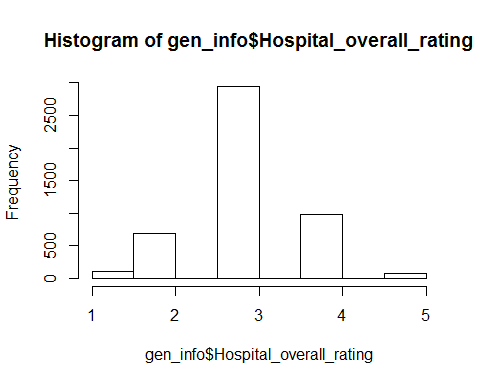 Histogram of gen_info$Hospital_overall_rating
Frequency
2500
1500
500
0
1 2 3 4 5
gen_info$Hospital_overall_rating